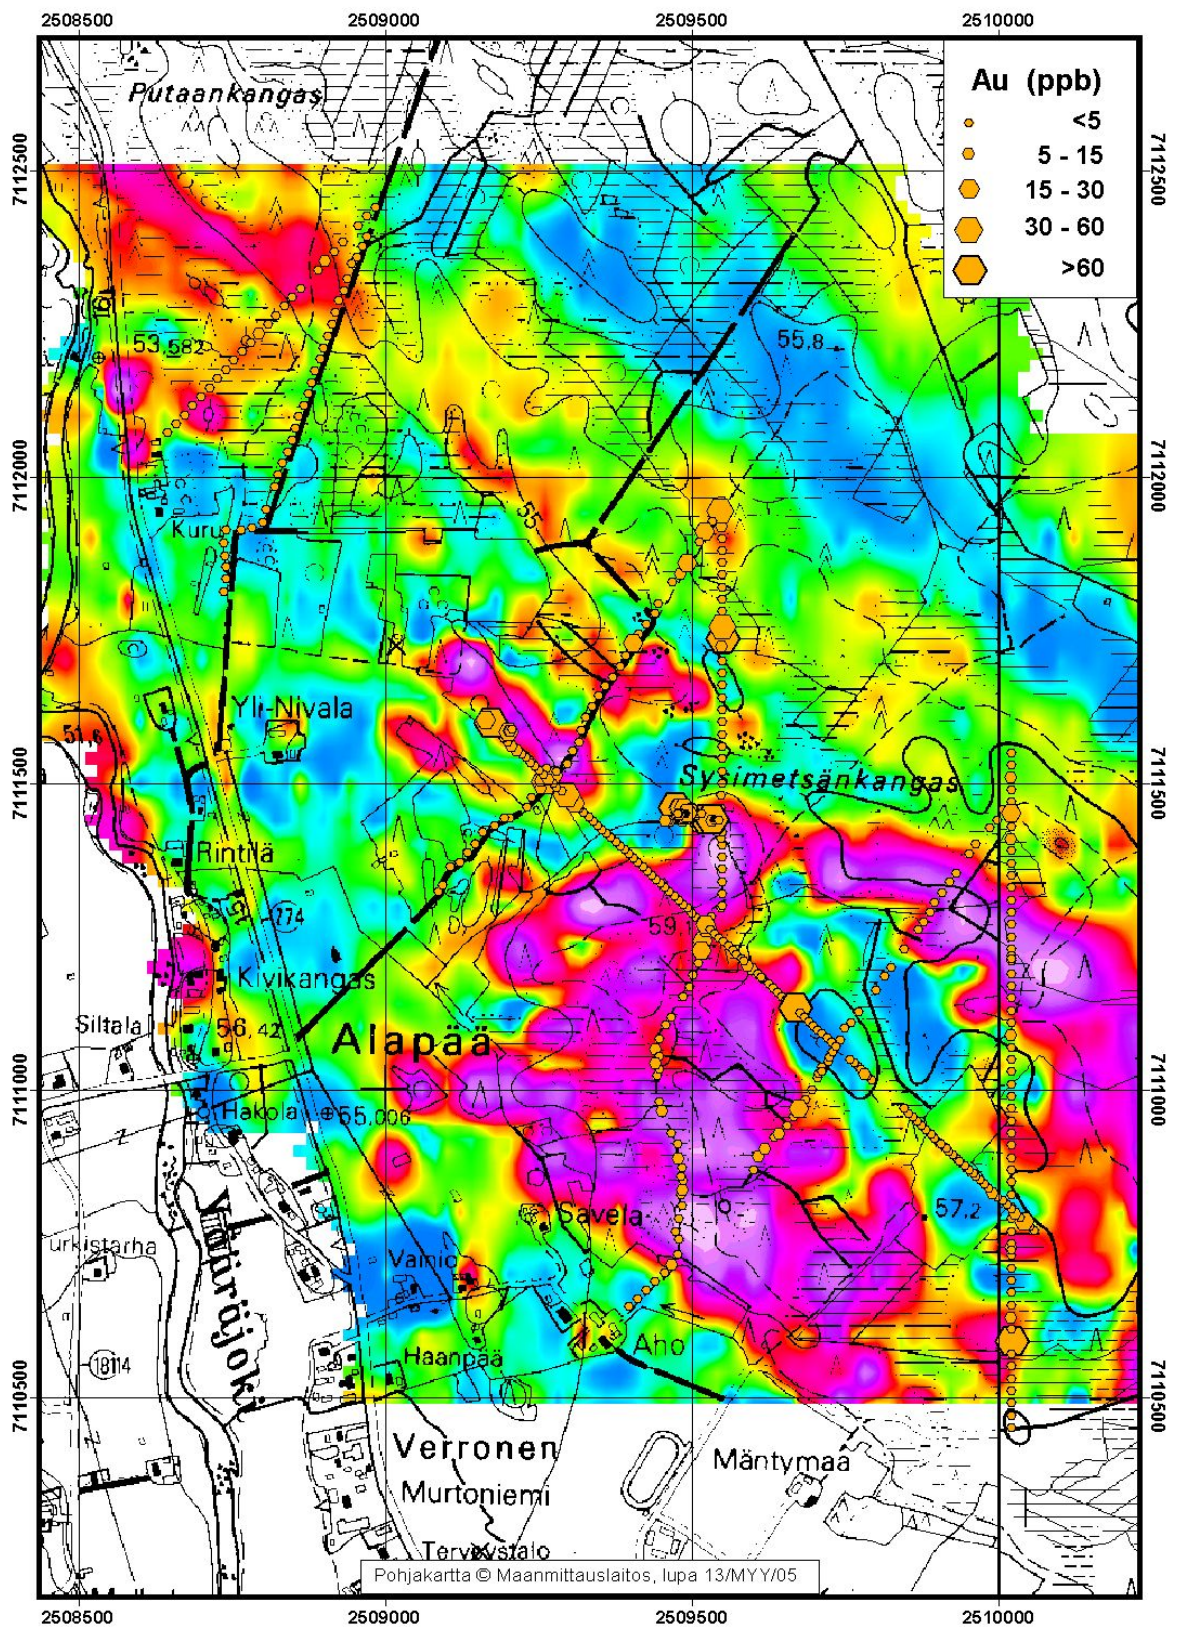 2508500 2509000 2509500 2510000
Putaankangas
Au (ppb)
<5
5 - 15
15 - 30
30 - 60
>60
7112500 7112500
53,582
55,8
7112000 7112000
55
Kuru
Yli-Nivala
51,6
Sysimetsänkangas
7111500 7111500
Rintilä
174
59,
Kivikangas
Siltala
56,42
Alapää
7111000 7111000
Hakola
55,006
57,2
Savela
Ylijäräjoki
Vainio
Aho
Haanpää
18114
7110500 7110500
Verronen
Mäntymaa
Murtoniemi
Terveystalo
Pohjakartta © Maanmittauslaitos, lupa 13/MYY/05
2508500 2509000 2509500 2510000